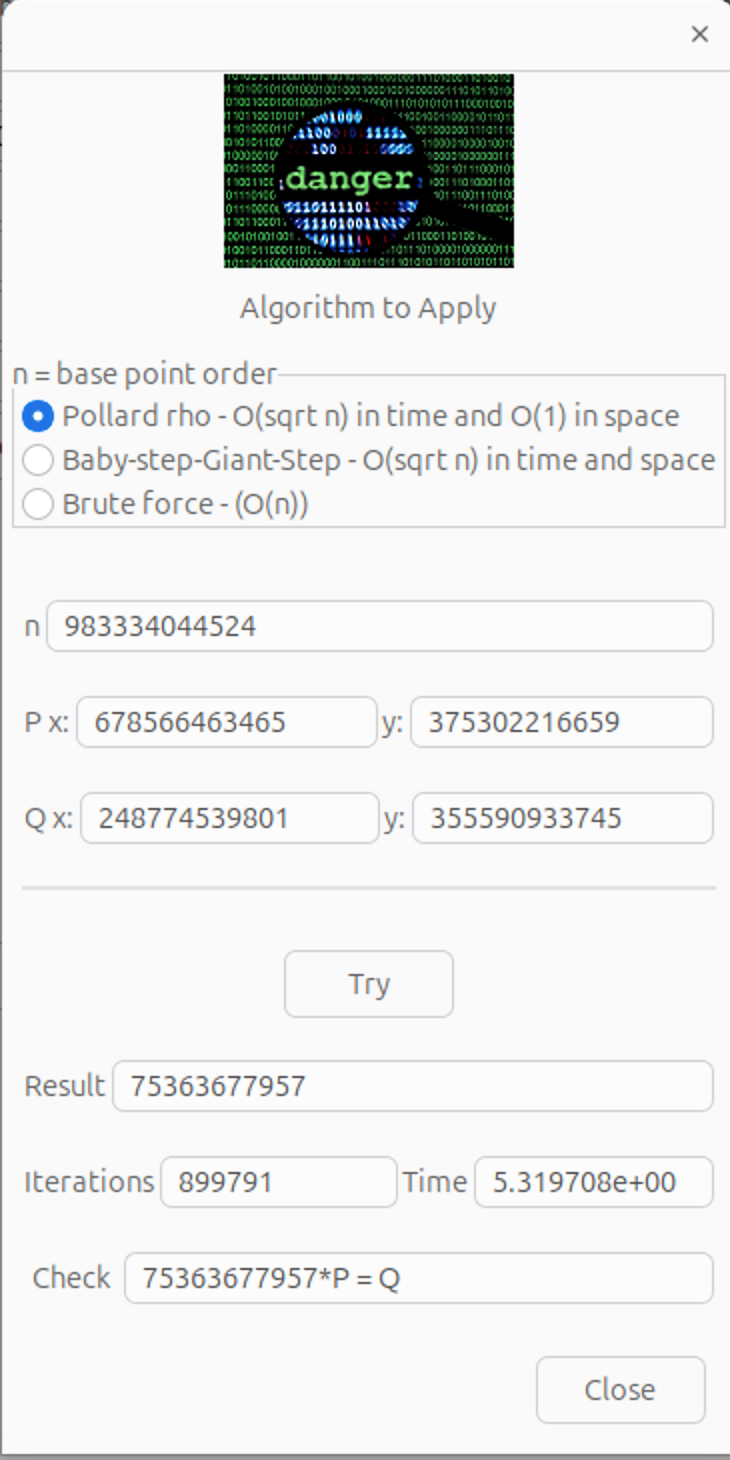 ×
danger
Algorithm to Apply
n = base point order
Pollard rho - O(sqrt n) in time and O(1) in space
Baby-step-Giant-Step - O(sqrt n) in time and space
Brute force - (O(n))
n 983334044524
P x: 678566463465 y: 375302216659
Q x: 248774539801 y: 355590933745
Try
Result 75363677957
Iterations 899791 Time 5.319708e+00
Check 75363677957*P = Q
Close